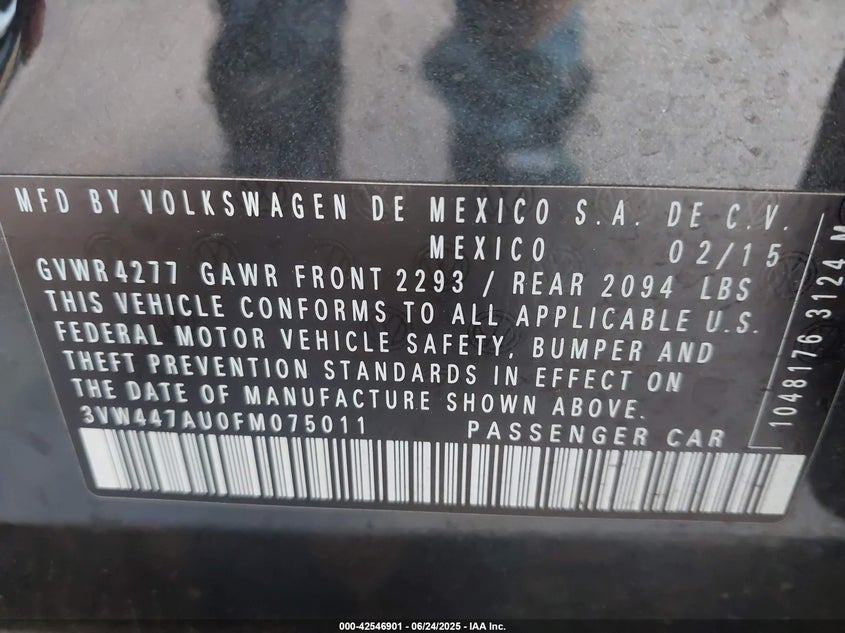 MFD BY VOLKSWAGEN DE MEXICO S.A. DE C.V.
MEXICO 02/15
GVWR 4277 GAWR FRONT 2293 / REAR 2094 LBS
THIS VEHICLE CONFORMS TO ALL APPLICABLE U.S.
FEDERAL MOTOR VEHICLE SAFETY, BUMPER AND
THEFT PREVENTION STANDARDS IN EFFECT ON
THE DATE OF MANUFACTURE SHOWN ABOVE.
3VW447AU0FM075011 PASSENGER CAR
1048176 3124 M
000-42546901 - 06/24/2025 - IAA Inc.